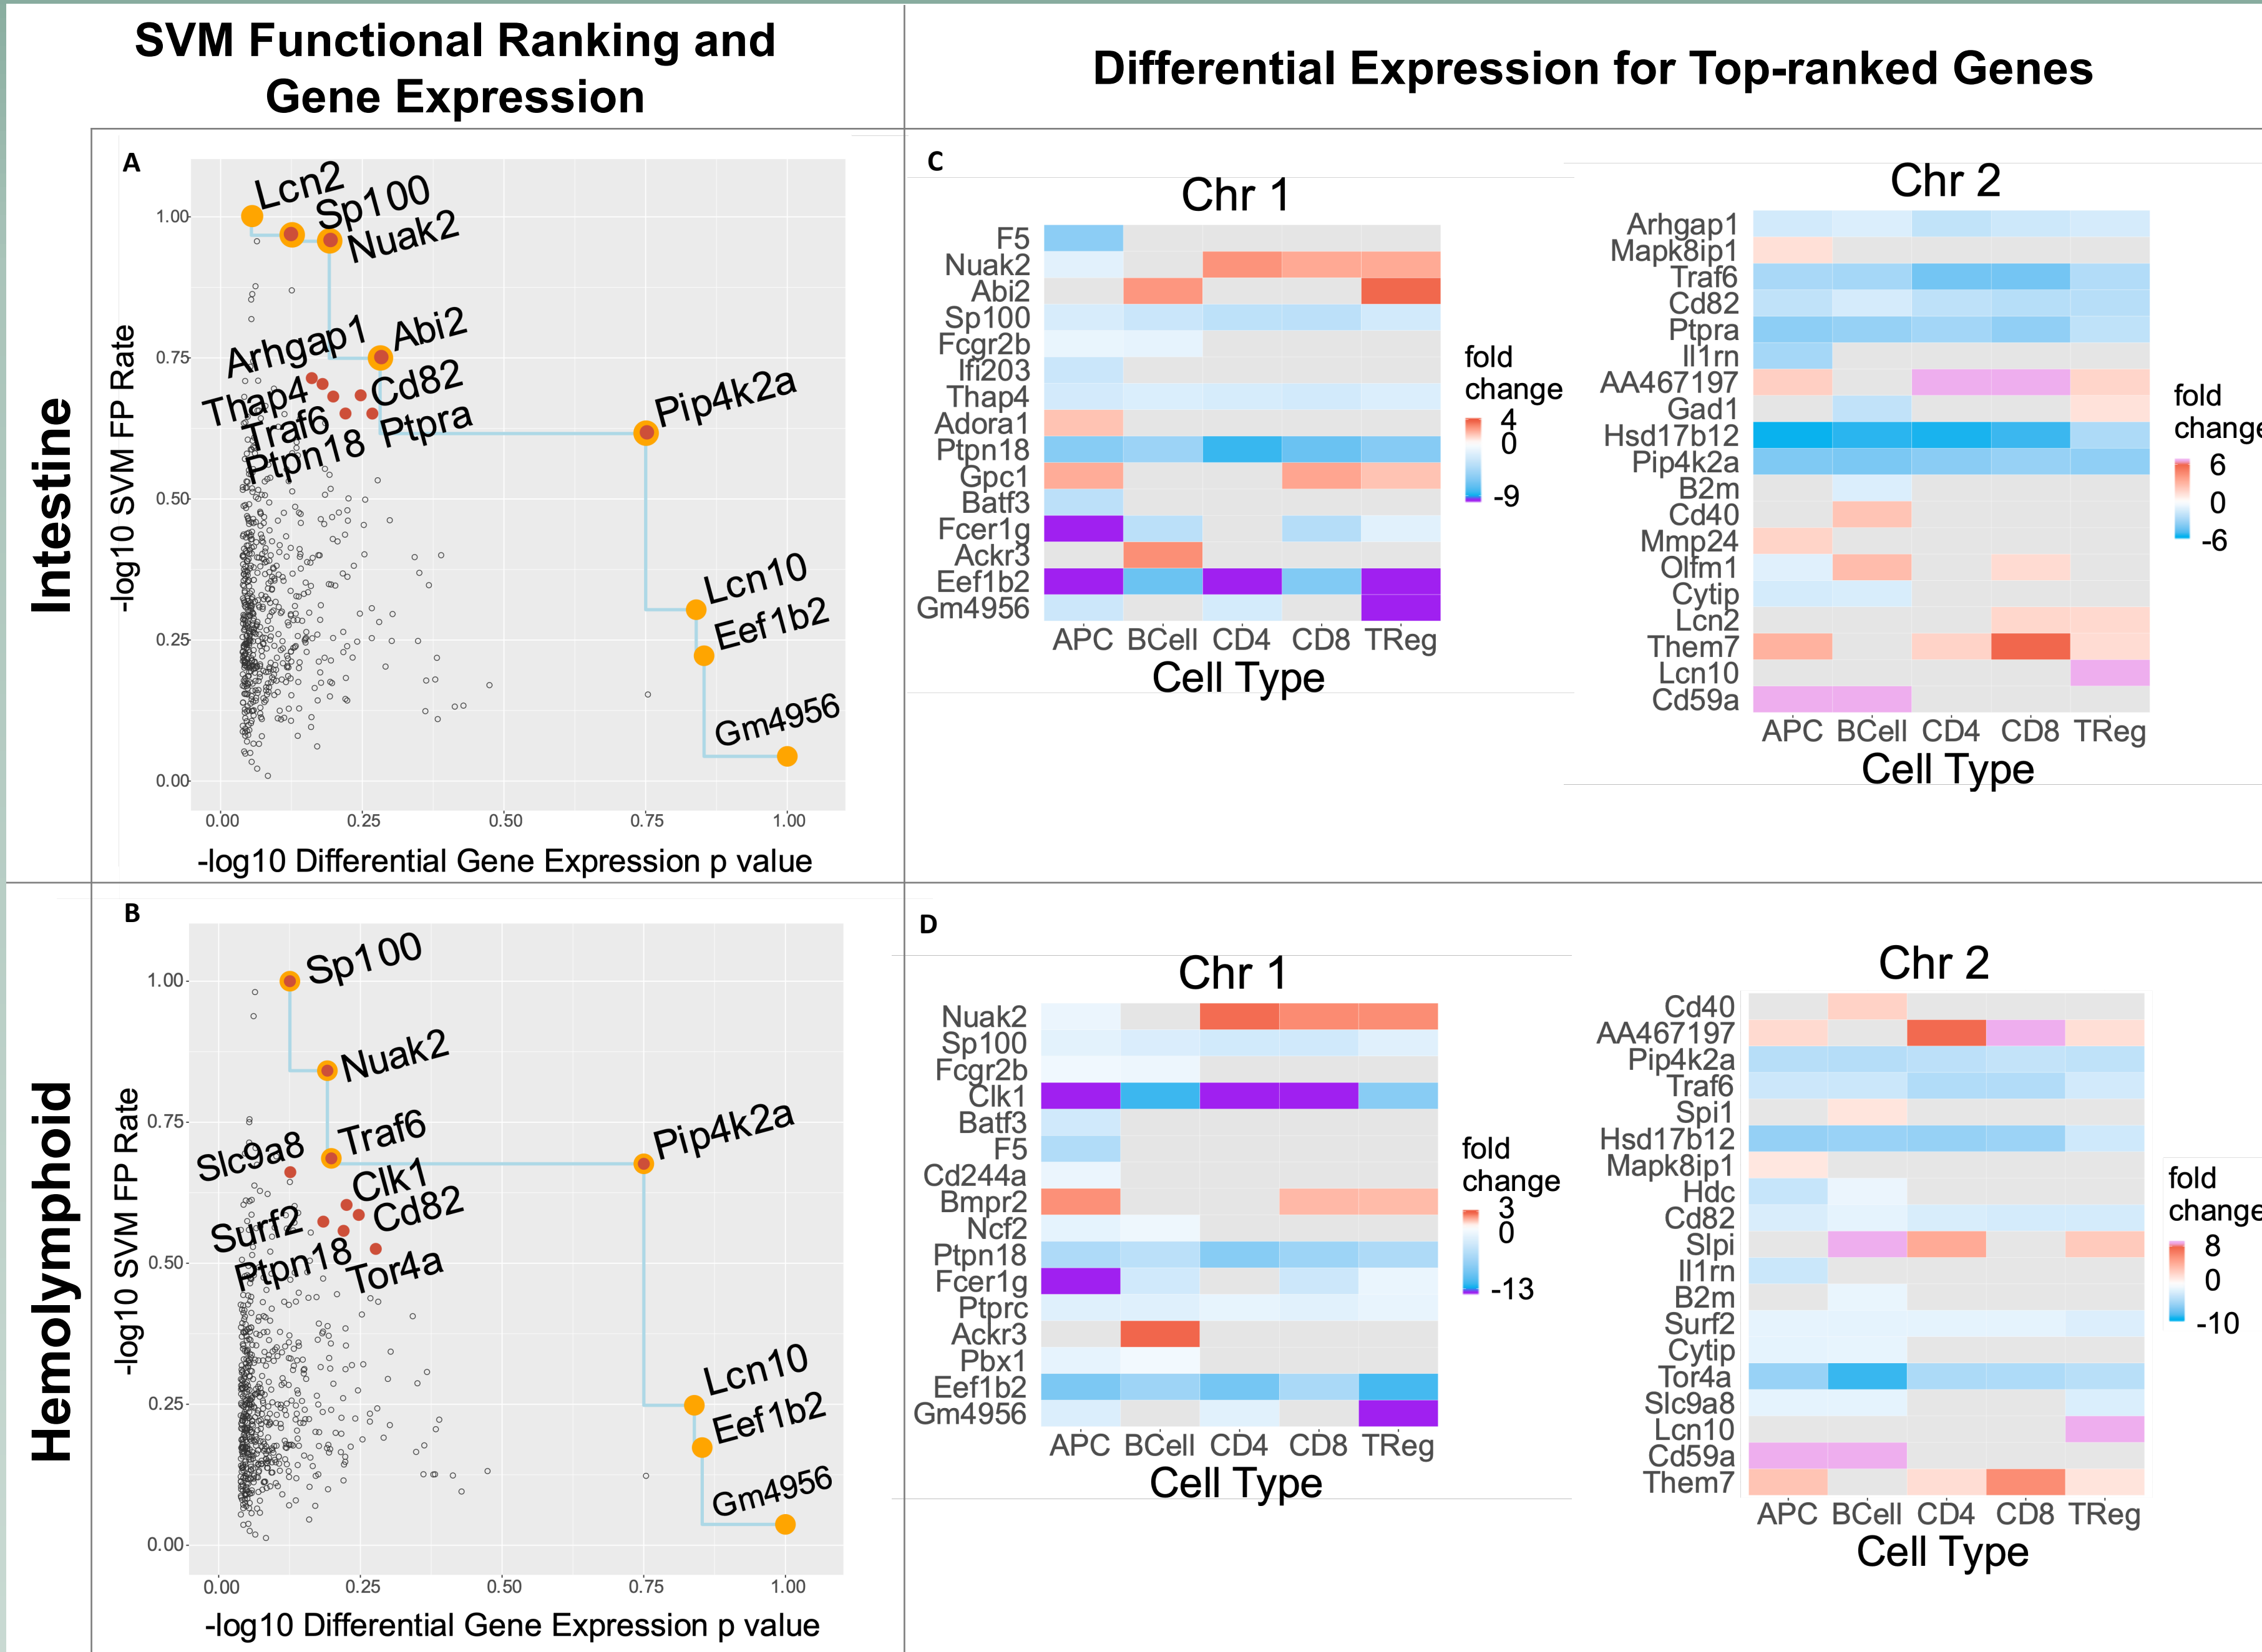 SVM Functional Ranking and
Gene Expression
Differential Expression for Top-ranked Genes
Intestine
A
-log10 SVM FP Rate
1.00
0.75
0.50
0.25
0.00
Lcn2
Sp100
Nuak2
Abi2
Arhgap1
Thap4
Cd82
Traf6
Ptpra
Ptpn18
Pip4k2a
Lcn10
Eef1b2
Gm4956
0.00 0.25 0.50 0.75 1.00
-log10 Differential Gene Expression p value
C
Chr 1
F5
Nuak2
Abi2
Sp100
Fcgr2b
Ifi203
Thap4
Adora1
Ptpn18
Gpc1
Batf3
Fcer1g
Ackr3
Eef1b2
Gm4956
APC BCell CD4 CD8 TReg
Cell Type
fold
change
4
0
-9
Chr 2
Arhgap1
Mapk8ip1
Traf6
Cd82
Ptpra
Il1rn
AA467197
Gad1
Hsd17b12
Pip4k2a
B2m
Cd40
Mmp24
Olfm1
Cytip
Lcn2
Them7
Lcn10
Cd59a
APC BCell CD4 CD8 TReg
Cell Type
fold
change
6
0
-6
Hemolymphoid
B
-log10 SVM FP Rate
1.00
0.75
0.50
0.25
0.00
Sp100
Nuak2
Traf6
Slc9a8
Pip4k2a
Clk1
Cd82
Surf2
Ptpn18
Tor4a
Lcn10
Eef1b2
Gm4956
0.00 0.25 0.50 0.75 1.00
-log10 Differential Gene Expression p value
D
Chr 1
Nuak2
Sp100
Fcgr2b
Clk1
Batf3
F5
Cd244a
Bmpr2
Ncf2
Ptpn18
Fcer1g
Ptprc
Ackr3
Pbx1
Eef1b2
Gm4956
APC BCell CD4 CD8 TReg
Cell Type
fold
change
3
0
-13
Chr 2
Cd40
AA467197
Pip4k2a
Traf6
Spi1
Hsd17b12
Mapk8ip1
Hdc
Cd82
Slpi
Il1rn
B2m
Surf2
Cytip
Tor4a
Slc9a8
Lcn10
Cd59a
Them7
APC BCell CD4 CD8 TReg
Cell Type
fold
change
8
0
-10